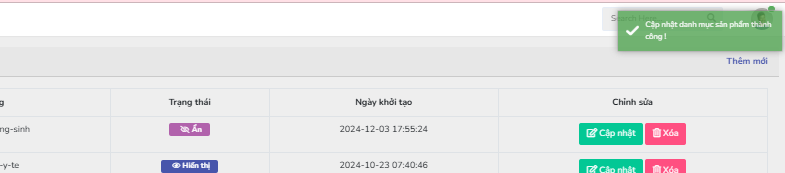 Search Here
Cập nhật danh mục sản phẩm thành
công !
Thêm mới
g
Trạng thái
Ngày khởi tạo
Chỉnh sửa
ng-sinh
Ẩn
2024-12-03 17:55:24
Cập nhật
Xóa
-y-te
Hiển thị
2024-10-23 07:40:46
Cập nhật
Xóa